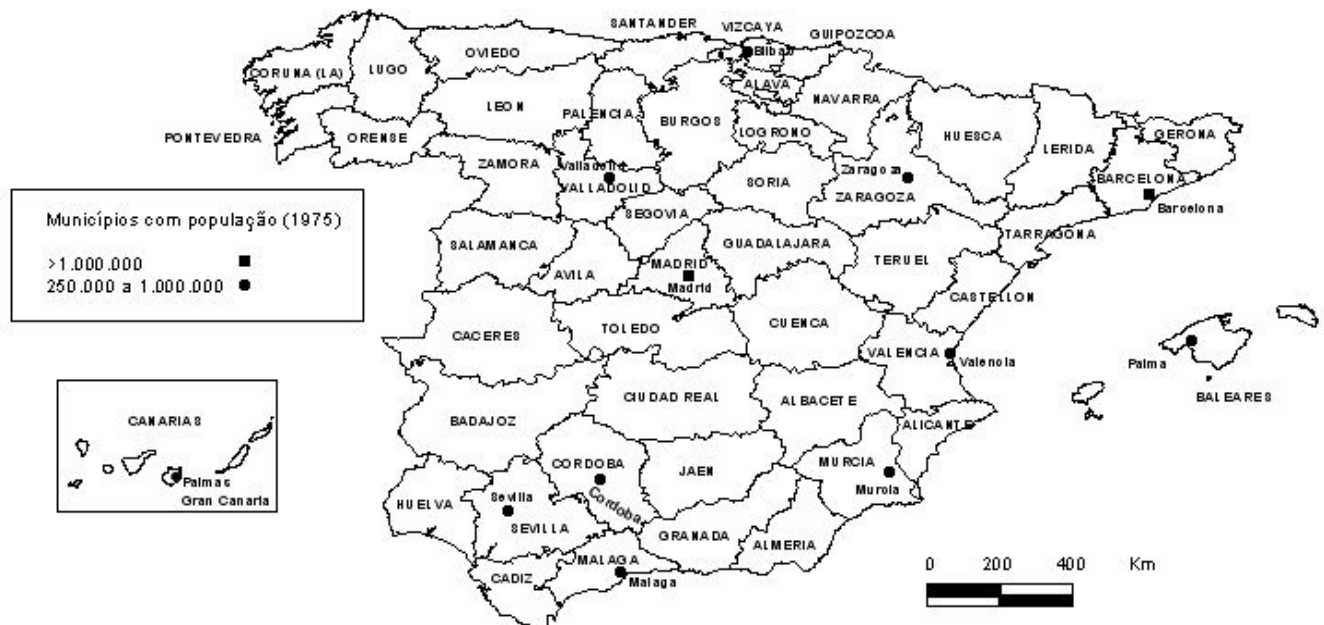 SANTANDER
VIZCAYA
GUIPOZCOA
OVIEDO
Bilbao
CORUNA (LA)
LUGO
ALAVA
NAVARRA
LEON
PALENCIA
BURGOS
LOGRONO
HUESCA
LERIDA
GERONA
PONTEVEDRA
ORENSE
ZAMORA
Valladolid
VALLADOLID
SORIA
Zaragoza
ZARAGOZA
BARCELONA
Barcelona
Municípios com população (1975)
>1.000.000
250.000 a 1.000.000
SEGOVIA
SALAMANCA
AVILA
MADRID
Madrid
GUADALAJARA
TERUEL
TARRAGONA
CASTELLON
CACERES
TOLEDO
CUENCA
VALENCIA
Valencia
Palma
BALEARES
CANARIAS
Palmas
Gran Canaria
BADAJOZ
CIUDAD REAL
ALBACETE
ALICANTE
CORDOBA
Cordoba
JAEN
MURCIA
Murcia
HUELVA
Sevilla
SEVILLA
GRANADA
ALMERIA
MALAGA
Malaga
CADIZ
0 200 400 Km